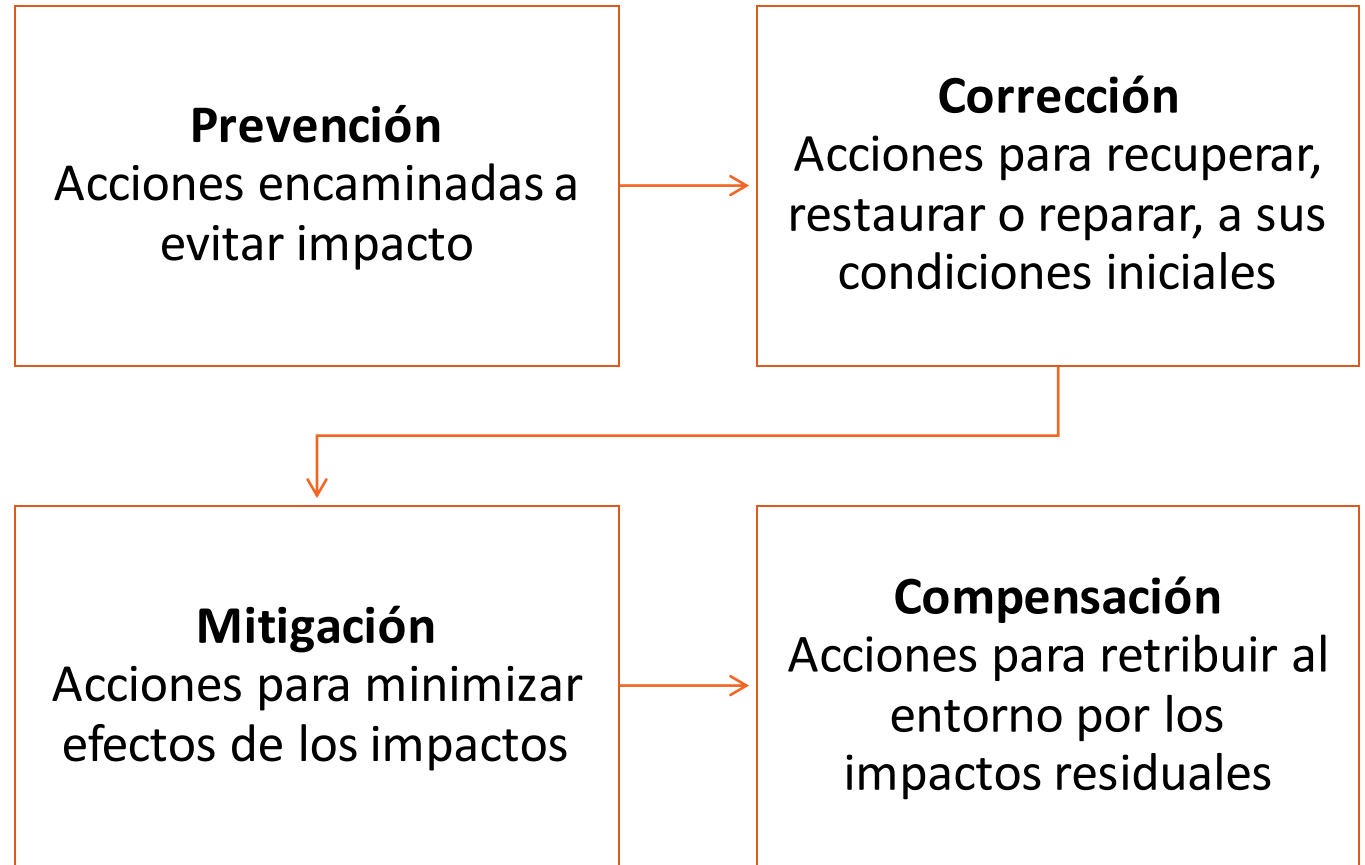 Prevención
Acciones encaminadas a
evitar impacto
Corrección
Acciones para recuperar,
restaurar o reparar, a sus
condiciones iniciales
Mitigación
Acciones para minimizar
efectos de los impactos
Compensación
Acciones para retribuir al
entorno por los
impactos residuales